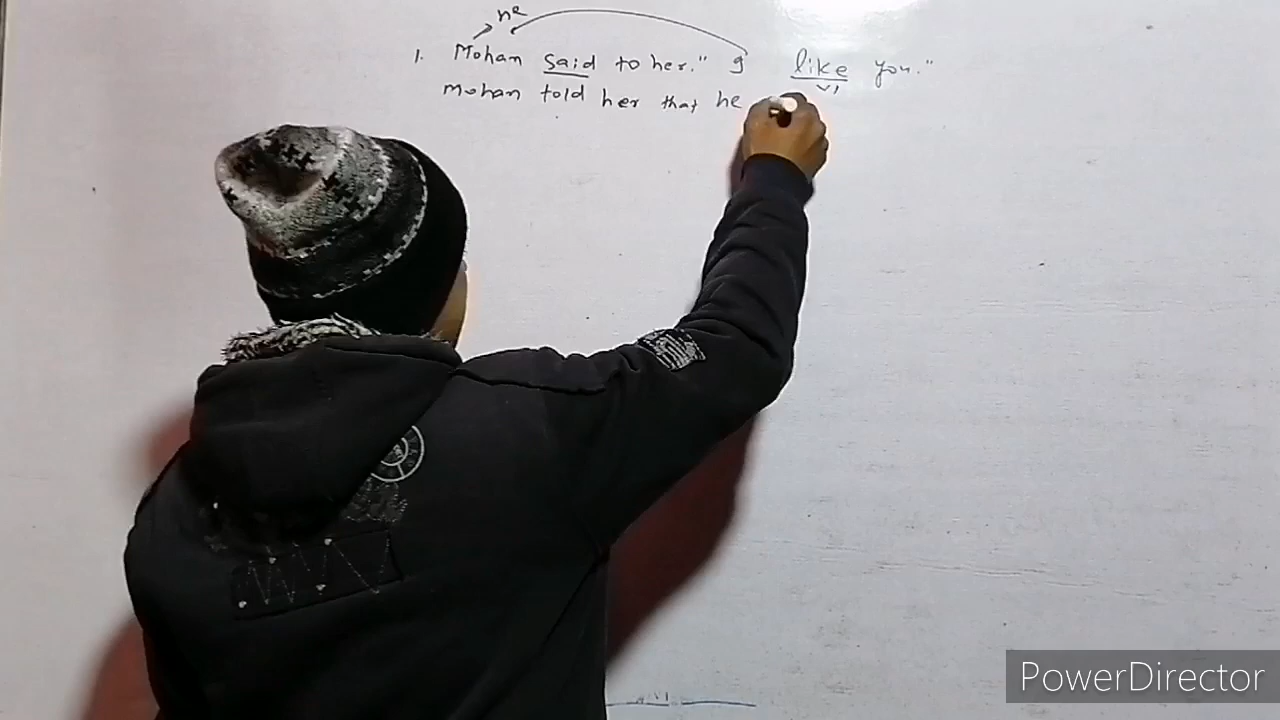 he
1. Mohan said to her." I like you."
v1
Mohan told her that he
PowerDirector